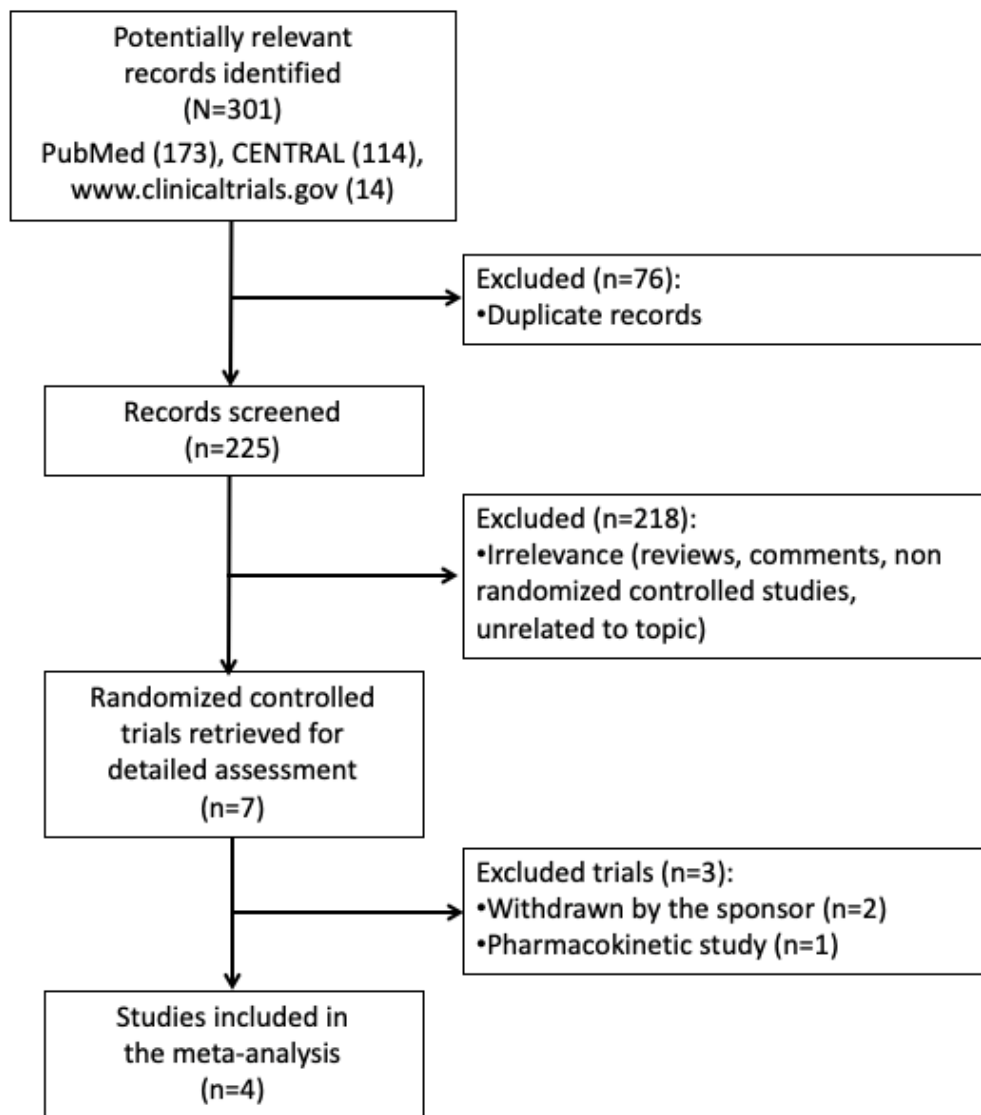 Potentially relevant
records identified
(N=301)
PubMed (173), CENTRAL (114),
www.clinicaltrials.gov (14)
Excluded (n=76):
•Duplicate records
Records screened
(n=225)
Excluded (n=218):
•Irrelevance (reviews, comments, non
randomized controlled studies,
unrelated to topic)
Randomized controlled
trials retrieved for
detailed assessment
(n=7)
Excluded trials (n=3):
•Withdrawn by the sponsor (n=2)
•Pharmacokinetic study (n=1)
Studies included in
the meta-analysis
(n=4)